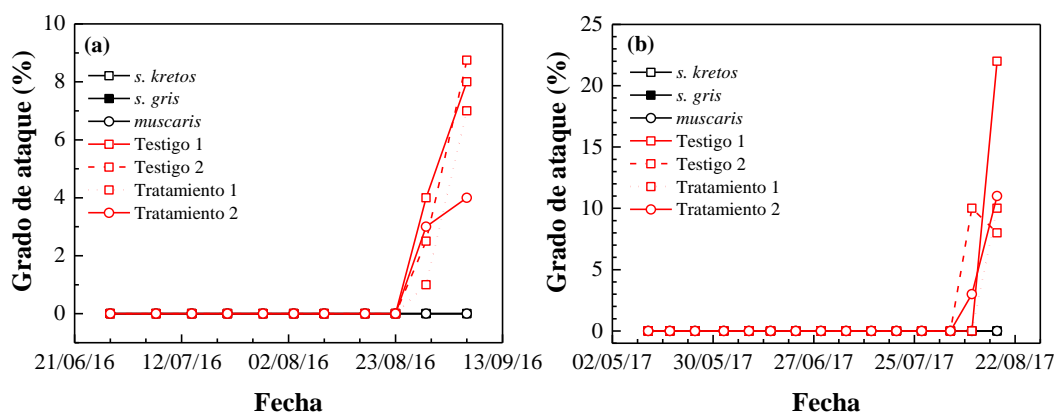 (a)
s. kretos
s. gris
muscaris
Testigo 1
Testigo 2
Tratamiento 1
Tratamiento 2
Grado de ataque (%)
10
8
6
4
2
0
21/06/16 12/07/16 02/08/16 23/08/16 13/09/16
Fecha
(b)
s. kretos
s. gris
muscaris
Testigo 1
Testigo 2
Tratamiento 1
Tratamiento 2
Grado de ataque (%)
25
20
15
10
5
0
02/05/17 30/05/17 27/06/17 25/07/17 22/08/17
Fecha